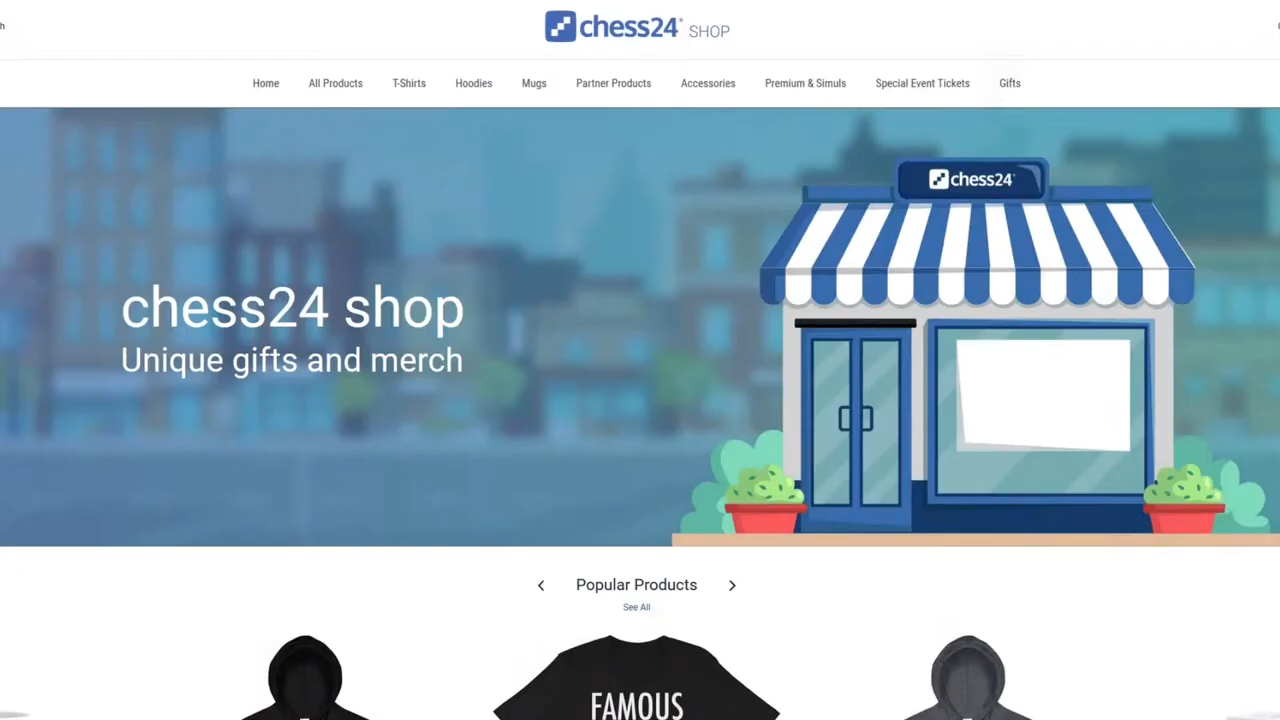 chess24 SHOP
Home All Products T-Shirts Hoodies Mugs Partner Products Accessories Premium & Simuls Special Event Tickets Gifts
chess24
chess24 shop
Unique gifts and merch
Popular Products
See All
FAMOUS